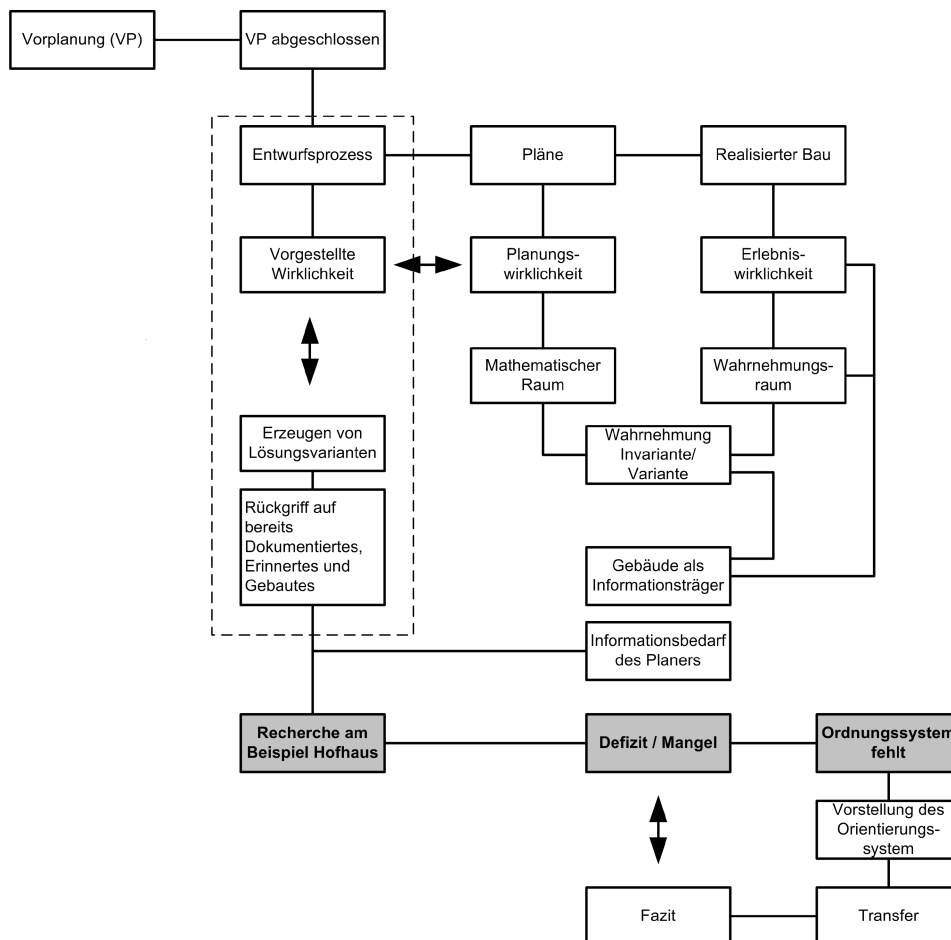 Vorplanung (VP)
VP abgeschlossen
Entwurfsprozess
Pläne
Realisierter Bau
Vorgestellte
Wirklichkeit
Planungs-
wirklichkeit
Erlebnis-
wirklichkeit
Mathematischer
Raum
Wahrnehmungs-
raum
Erzeugen von
Lösungsvarianten
Wahrnehmung
Invariante/
Variante
Rückgriff auf
bereits
Dokumentiertes,
Erinnertes und
Gebautes
Gebäude als
Informationsträger
Informationsbedarf
des Planers
Recherche am
Beispiel Hofhaus
Defizit / Mangel
Ordnungssystem
fehlt
Vorstellung des
Orientierungs-
system
Fazit
Transfer